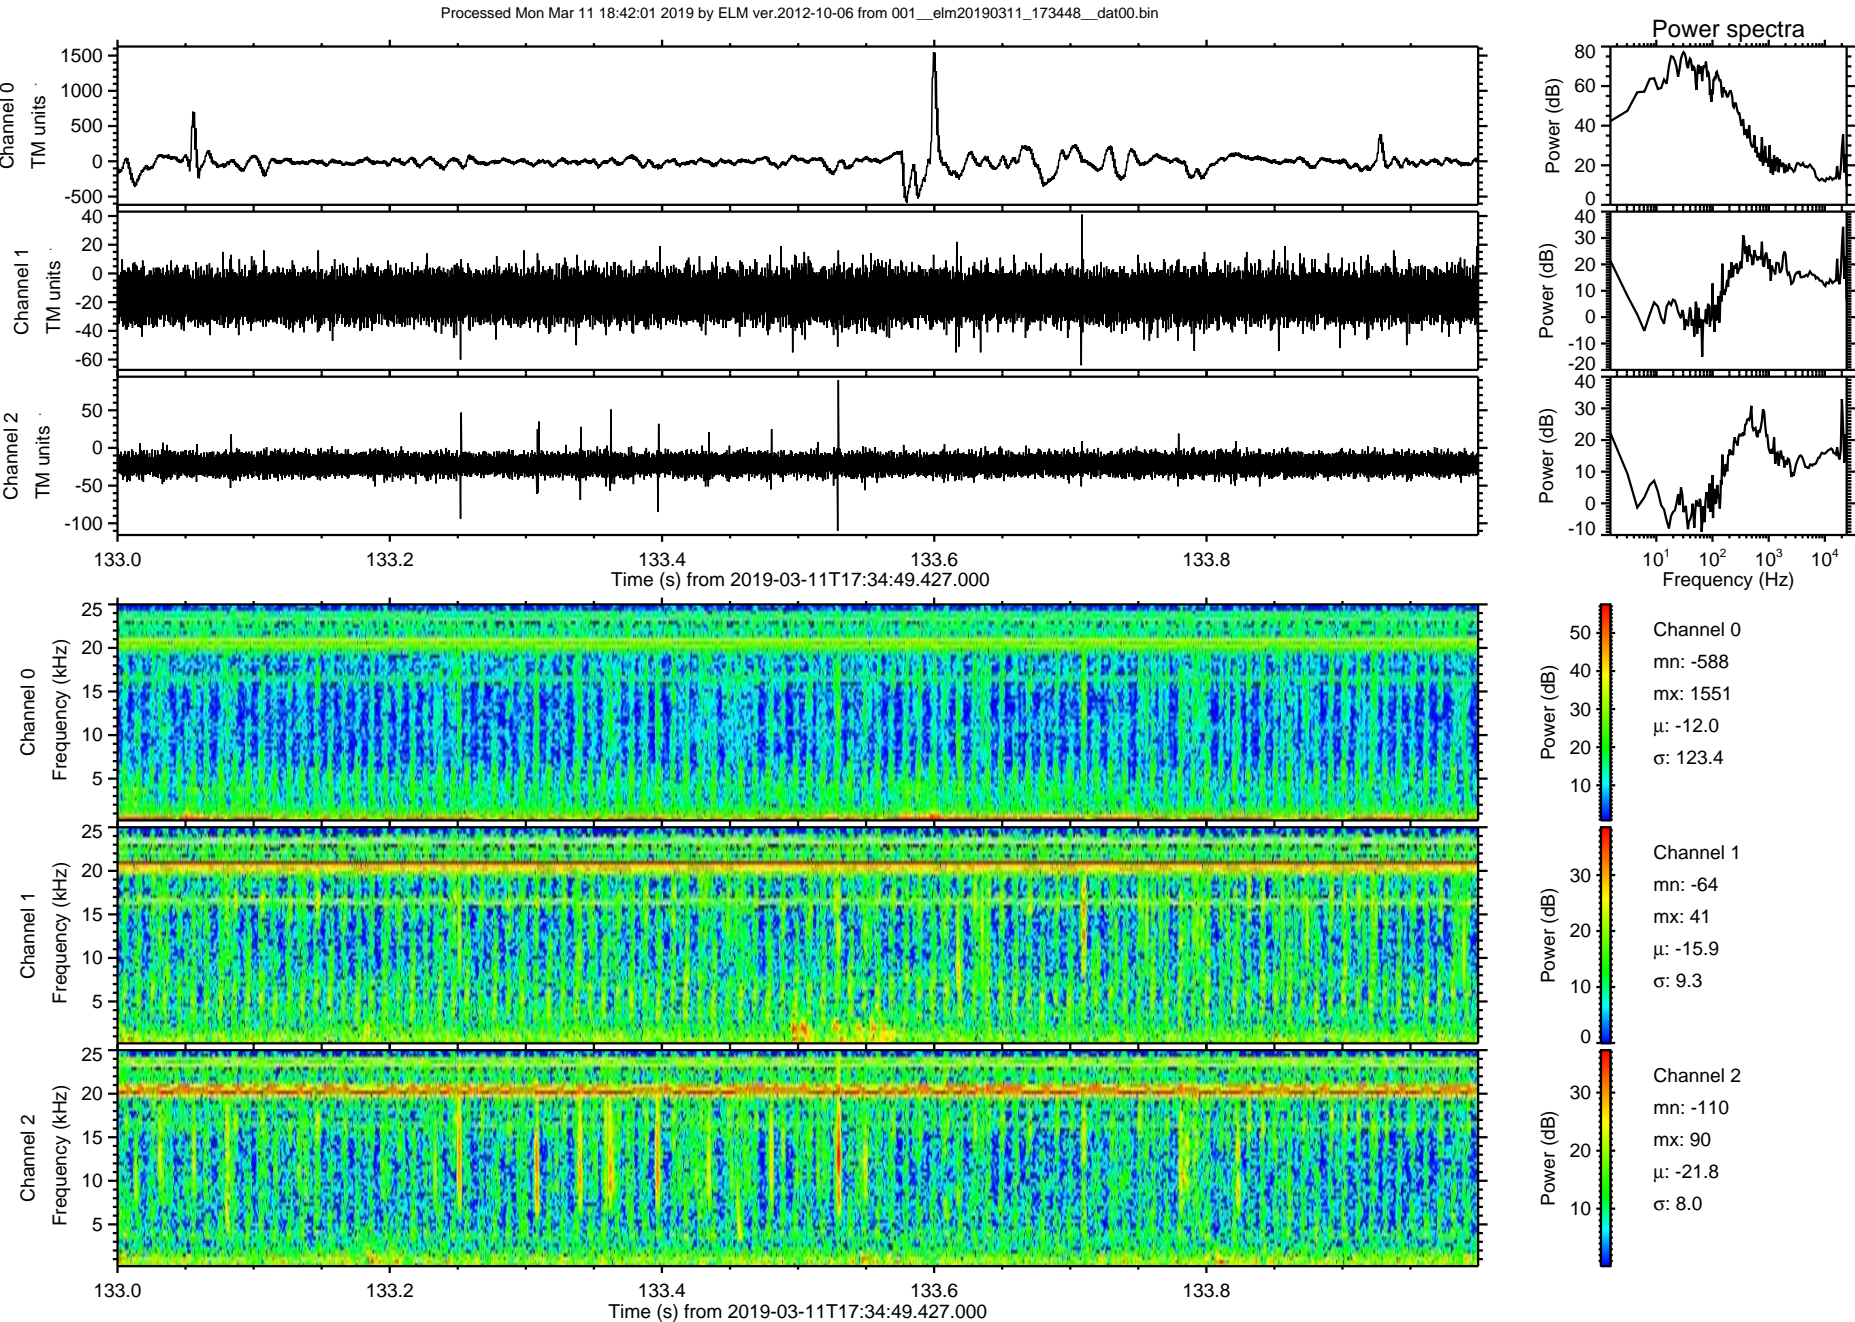 Processed Mon Mar 11 18:42:01 2019 by ELM ver.2012-10-06 from 001__elm20190311_173448__dat00.bin
Power spectra
Channel 0
TM units
1500
1000
500
0
-500
Power (dB)
80
60
40
20
0
Channel 1
TM units
40
20
0
-20
-40
-60
Power (dB)
40
30
20
10
0
-10
-20
Channel 2
TM units
50
0
-50
-100
Power (dB)
40
30
20
10
0
-10
133.0 133.2 133.4 133.6 133.8
Time (s) from 2019-03-11T17:34:49.427.000
10¹ 10² 10³ 10⁴
Frequency (Hz)
Channel 0
Frequency (kHz)
25
20
15
10
5
Power (dB)
50
40
30
20
10
Channel 0
mn: -588
mx: 1551
μ: -12.0
σ: 123.4
Channel 1
Frequency (kHz)
25
20
15
10
5
Power (dB)
30
20
10
0
Channel 1
mn: -64
mx: 41
μ: -15.9
σ: 9.3
Channel 2
Frequency (kHz)
25
20
15
10
5
Power (dB)
30
20
10
Channel 2
mn: -110
mx: 90
μ: -21.8
σ: 8.0
133.0 133.2 133.4 133.6 133.8
Time (s) from 2019-03-11T17:34:49.427.000